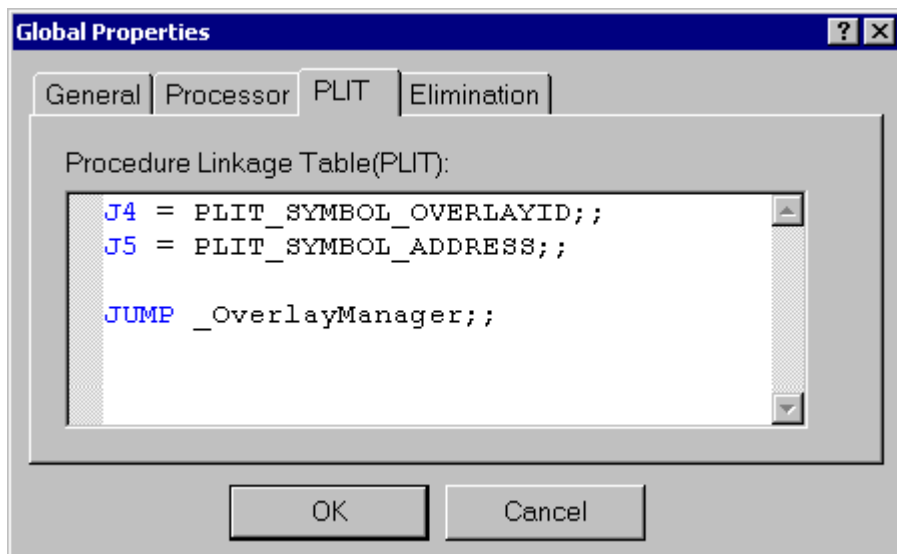 Global Properties
General Processor PLIT Elimination
Procedure Linkage Table(PLIT):
J4 = PLIT_SYMBOL_OVERLAYID;;
J5 = PLIT_SYMBOL_ADDRESS;;
JUMP _OverlayManager;;
OK Cancel